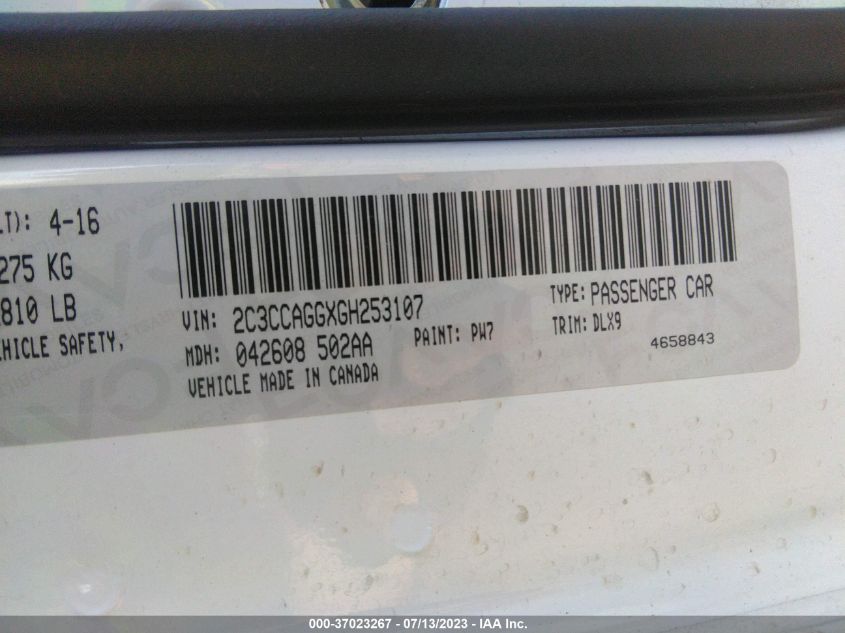 LT): 4-16
275 KG
810 LB
EHICLE SAFETY,
VIN: 2C3CCAGGXGH253107
TYPE: PASSENGER CAR
MDH: 042608 502AA
PAINT: PW7
TRIM: DLX9
VEHICLE MADE IN CANADA
4658843
000-37023267 - 07/13/2023 - IAA Inc.